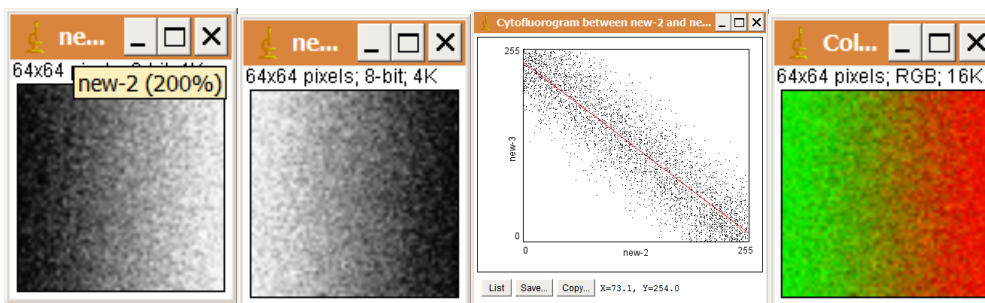 ne...
64x64
new-2 (200%)
ne...
64x64 pixels; 8-bit; 4K
Cytofluorogram between new-2 and ne...
255
new-3
0
0
new-2
255
List
Save...
Copy...
X=73.1, Y=254.0
Col...
64x64 pixels; RGB; 16K